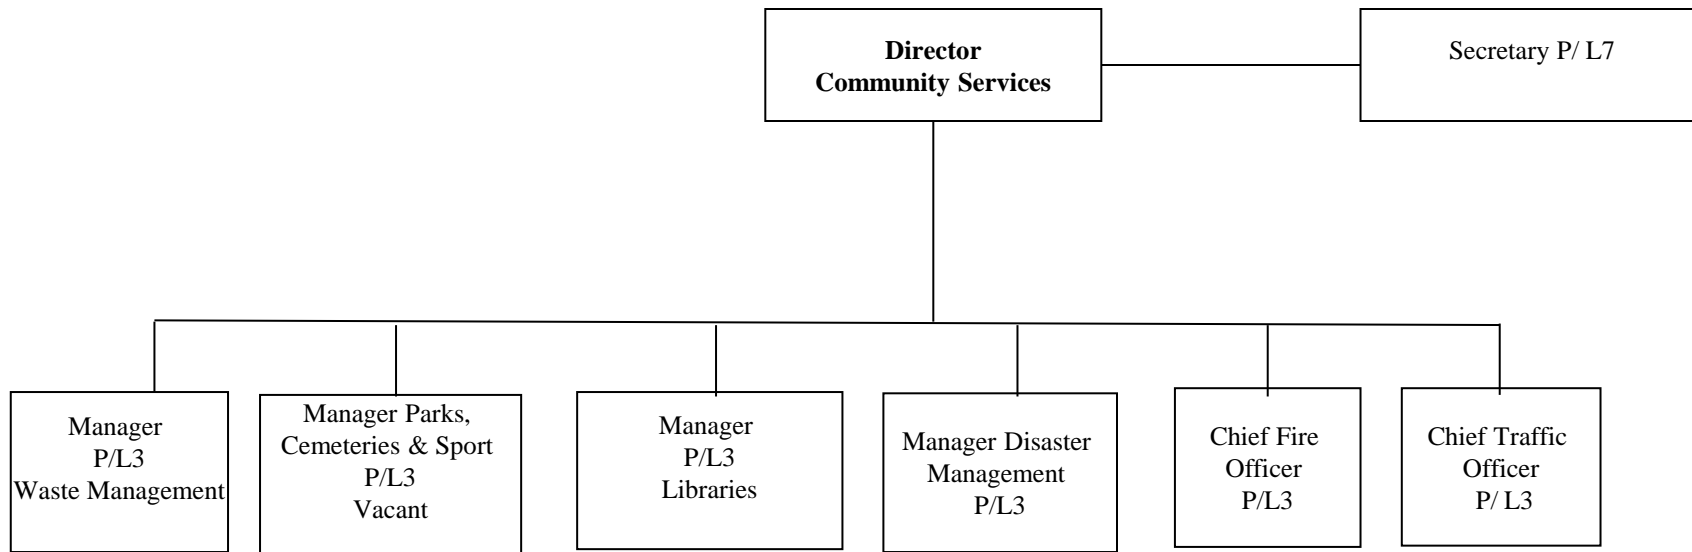 Director
Community Services
Secretary P/ L7
Manager
P/L3
Waste Management
Manager Parks,
Cemeteries & Sport
P/L3
Vacant
Manager
P/L3
Libraries
Manager Disaster
Management
P/L3
Chief Fire
Officer
P/L3
Chief Traffic
Officer
P/ L3